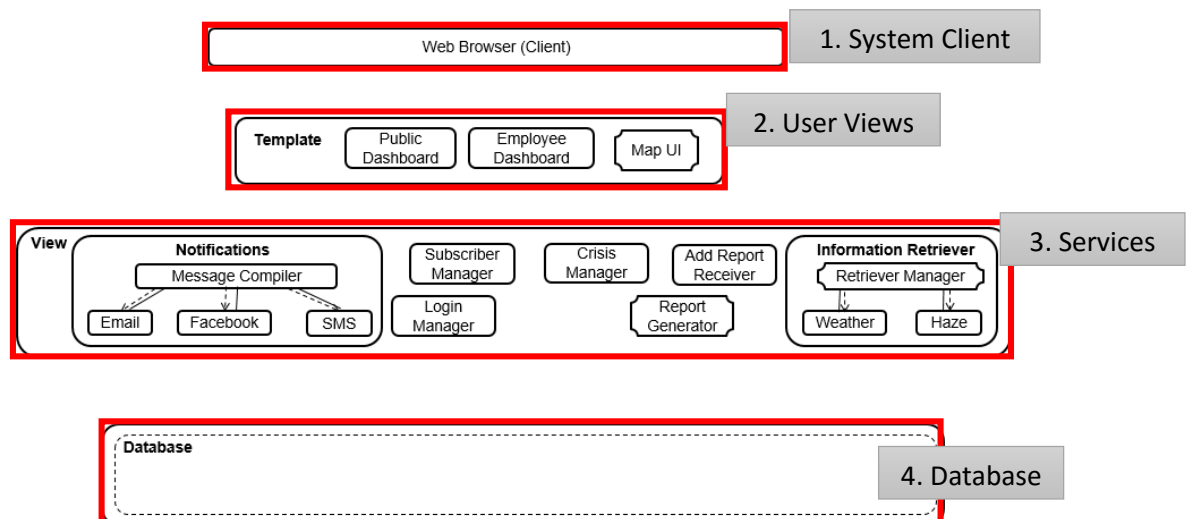 Web Browser (Client)
1. System Client
Template
Public
Dashboard
Employee
Dashboard
Map UI
2. User Views
View
Notifications
Message Compiler
Email
Facebook
SMS
Subscriber
Manager
Crisis
Manager
Add Report
Receiver
Login
Manager
Report
Generator
Information Retriever
Retriever Manager
Weather
Haze
3. Services
Database
4. Database